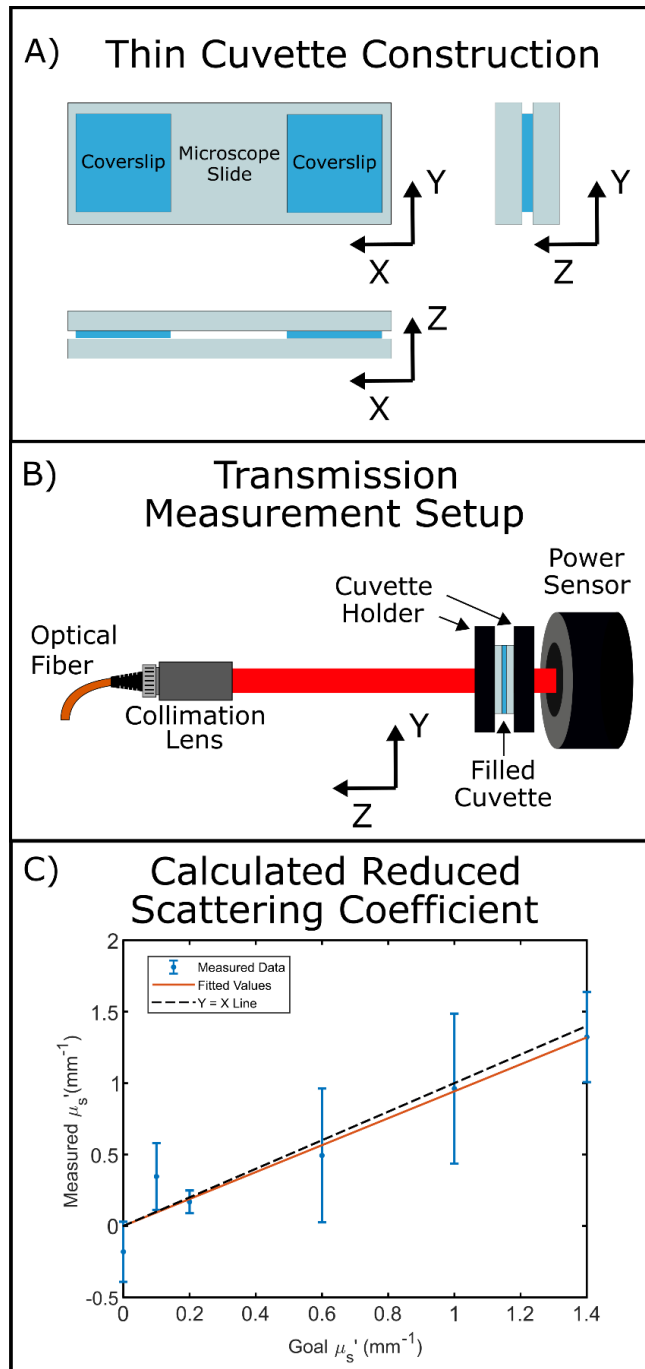 A)
Thin Cuvette Construction
Coverslip
Microscope
Slide
Coverslip
Y
X
Y
Z
Z
X
B)
Transmission
Measurement Setup
Power
Sensor
Cuvette
Holder
Optical
Fiber
Collimation
Lens
Y
Z
Filled
Cuvette
C)
Calculated Reduced
Scattering Coefficient
2
1.5
1
0.5
0
-0.5
Measured μs'(mm-1)
Measured Data
Fitted Values
Y = X Line
0
0.2
0.4
0.6
0.8
1
1.2
1.4
Goal μs' (mm-1)